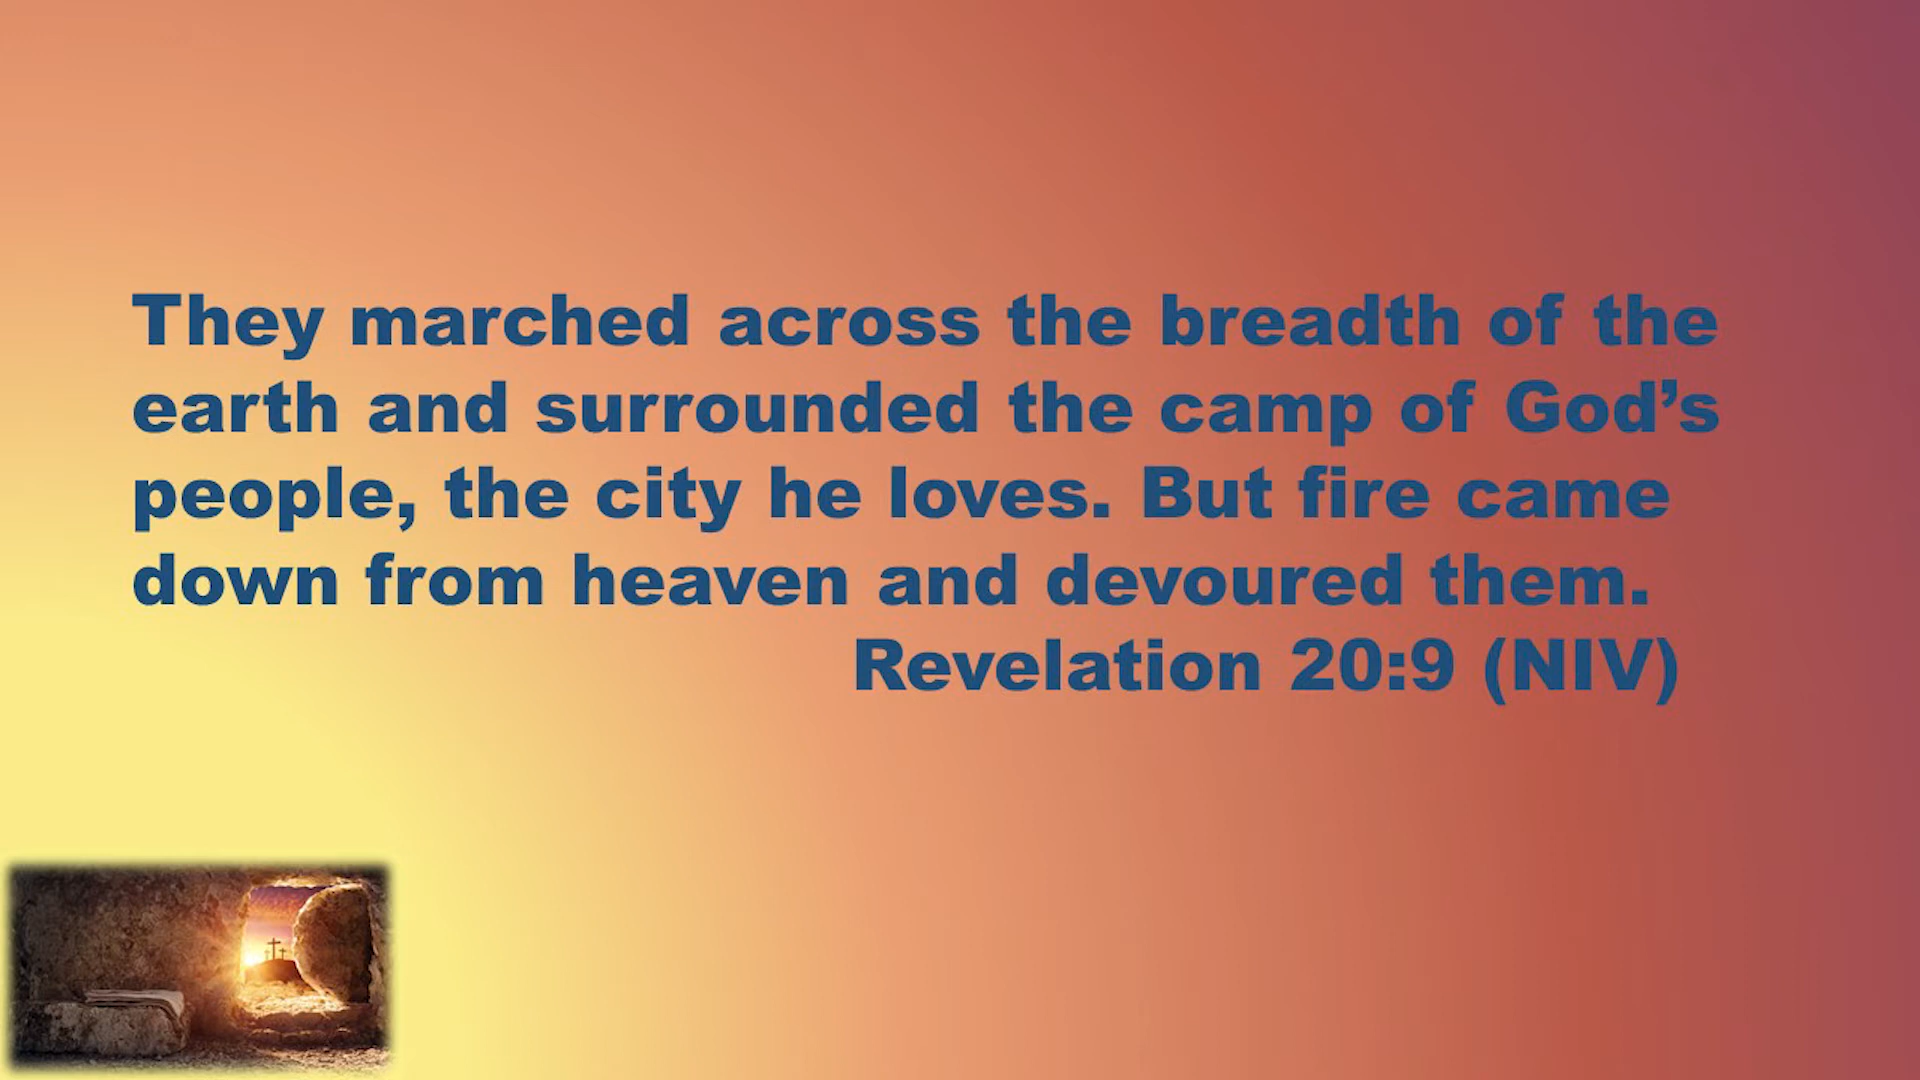 They marched across the breadth of the
earth and surrounded the camp of God’s
people, the city he loves. But fire came
down from heaven and devoured them.
Revelation 20:9 (NIV)